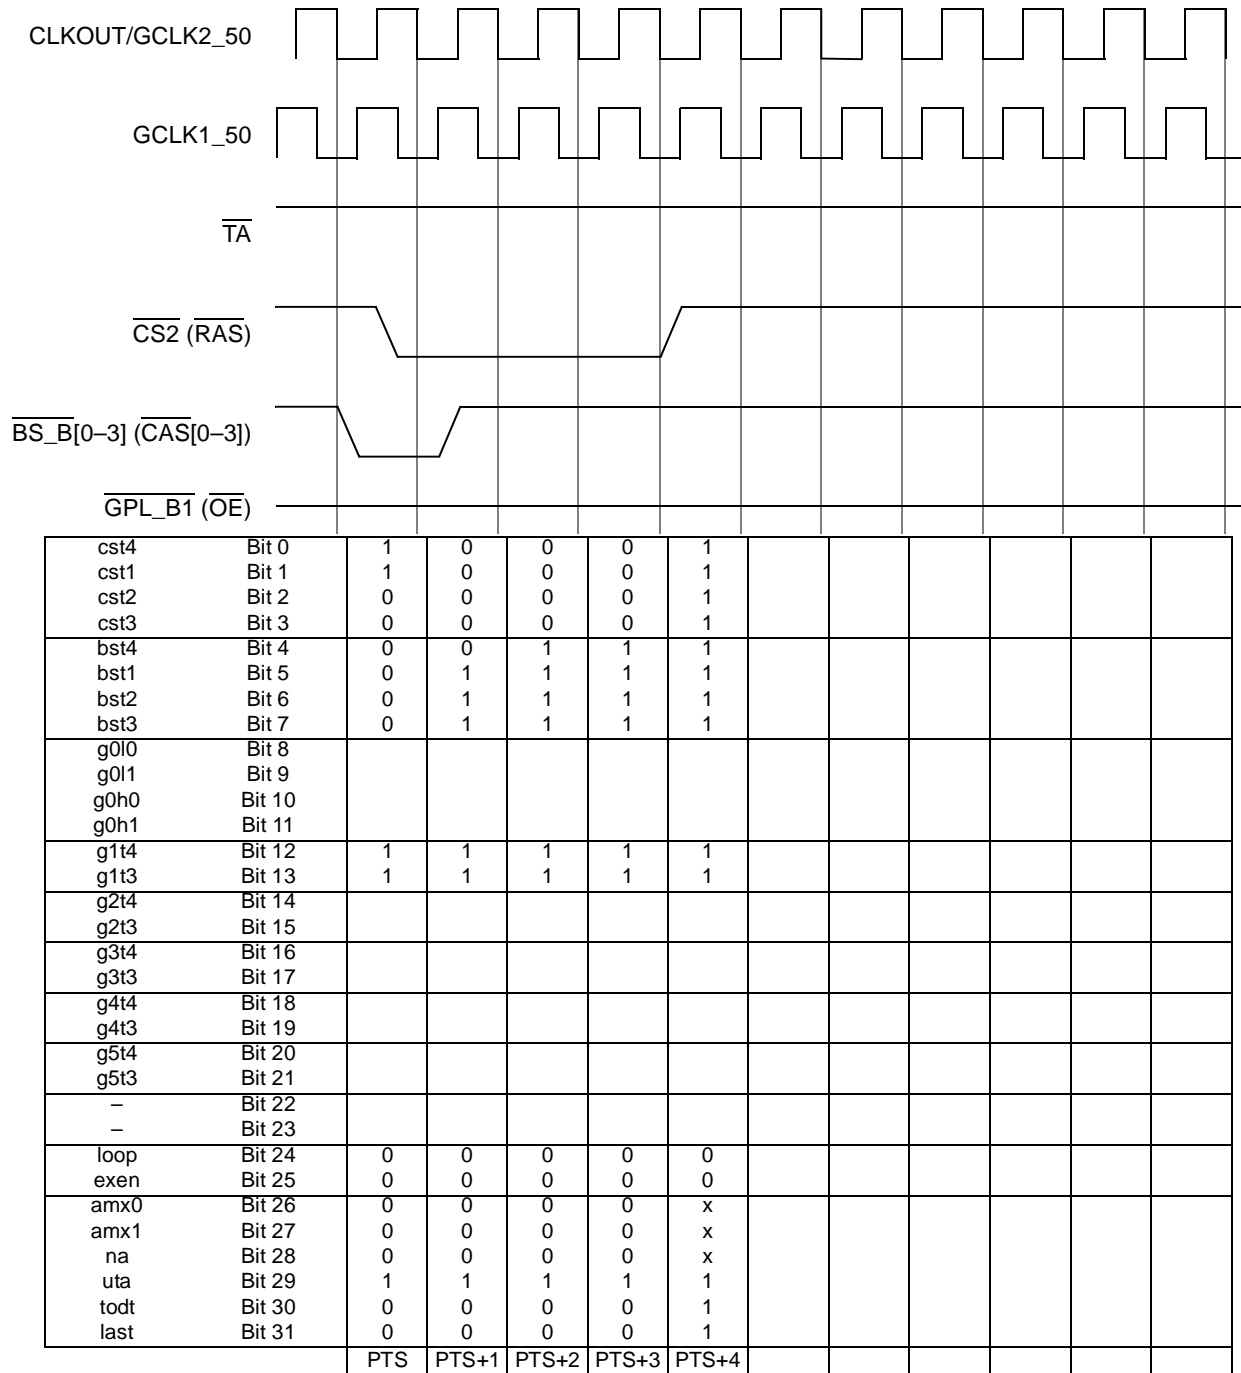 CLKOUT/GCLK2_50
GCLK1_50
TA
CS2 (RAS)
BS_B[0–3] (CAS[0–3])
GPL_B1 (OE)
cst4 Bit 0 1 0 0 0 1
cst1 Bit 1 1 0 0 0 1
cst2 Bit 2 0 0 0 0 1
cst3 Bit 3 0 0 0 0 1
bst4 Bit 4 0 0 1 1 1
bst1 Bit 5 0 1 1 1 1
bst2 Bit 6 0 1 1 1 1
bst3 Bit 7 0 1 1 1 1
g0l0 Bit 8
g0l1 Bit 9
g0h0 Bit 10
g0h1 Bit 11
g1t4 Bit 12 1 1 1 1 1
g1t3 Bit 13 1 1 1 1 1
g2t4 Bit 14
g2t3 Bit 15
g3t4 Bit 16
g3t3 Bit 17
g4t4 Bit 18
g4t3 Bit 19
g5t4 Bit 20
g5t3 Bit 21
– Bit 22
– Bit 23
loop Bit 24 0 0 0 0 0
exen Bit 25 0 0 0 0 0
amx0 Bit 26 0 0 0 0 x
amx1 Bit 27 0 0 0 0 x
na Bit 28 0 0 0 0 x
uta Bit 29 1 1 1 1 1
todt Bit 30 0 0 0 0 1
last Bit 31 0 0 0 0 1
PTS PTS+1 PTS+2 PTS+3 PTS+4